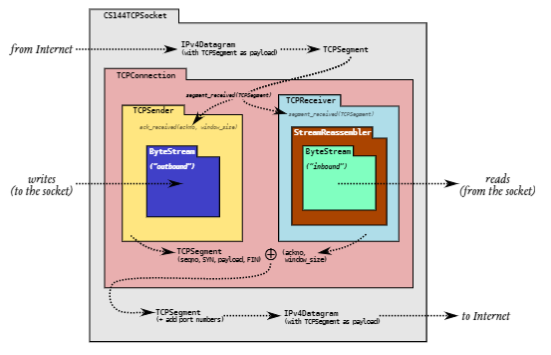 CS144TCPSocket
from Internet
IPv4Datagram
(with TCPSegment as payload)
TCPSegment
TCPConnection
segment_received(TCPSegment)
TCPSender
ack_received(ackno, window_size)
ByteStream
("outbound")
TCPReceiver
segment_received(TCPSegment)
StreamReassembler
ByteStream
("inbound")
writes
(to the socket)
reads
(from the socket)
TCPSegment
(seqno, SYN, payload, FIN)
(ackno,
window_size)
TCPSegment
(+ add port numbers)
IPv4Datagram
(with TCPSegment as payload)
to Internet